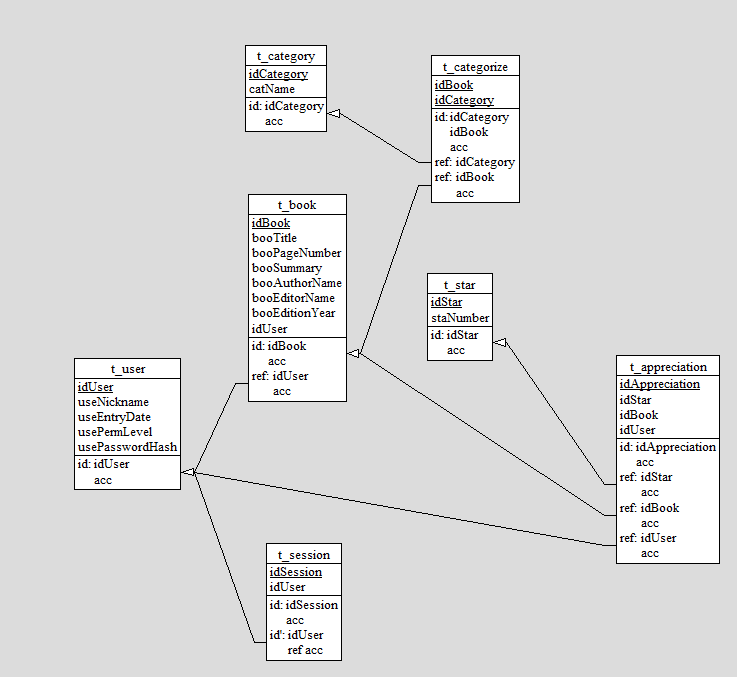 t_category
idCategory
catName
id: idCategory
acc
t_categorize
idBook
idCategory
id: idCategory
idBook
acc
ref: idCategory
ref: idBook
acc
t_book
idBook
booTitle
booPageNumber
booSummary
booAuthorName
booEditorName
booEditionYear
idUser
id: idBook
acc
ref: idUser
acc
t_star
idStar
staNumber
id: idStar
acc
t_user
idUser
useNickname
useEntryDate
usePermLevel
usePasswordHash
id: idUser
acc
t_appreciation
idAppreciation
idStar
idBook
idUser
id: idAppreciation
acc
ref: idStar
acc
ref: idBook
acc
ref: idUser
acc
t_session
idSession
idUser
id: idSession
acc
id': idUser
ref acc